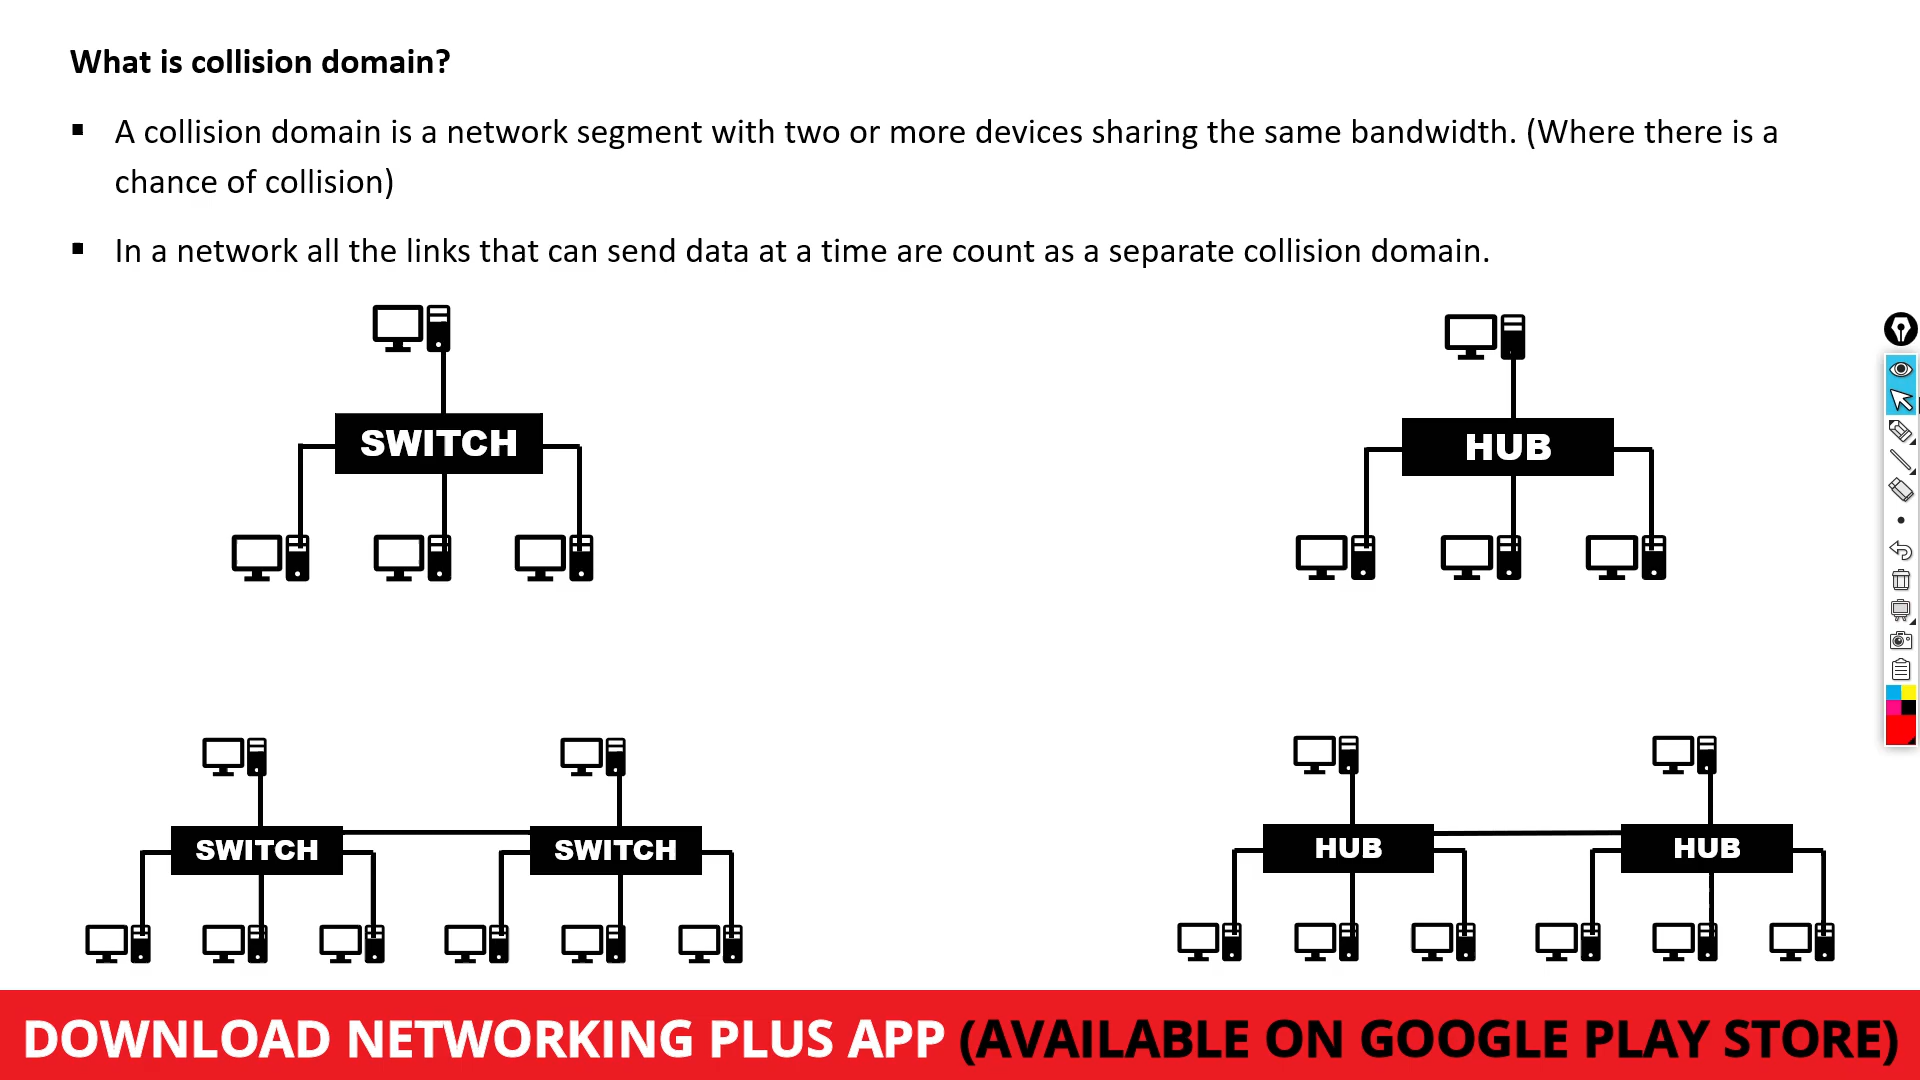 What is collision domain?
▪ A collision domain is a network segment with two or more devices sharing the same bandwidth. (Where there is a
chance of collision)
▪ In a network all the links that can send data at a time are count as a separate collision domain.
SWITCH
HUB
SWITCH
SWITCH
HUB
HUB
DOWNLOAD NETWORKING PLUS APP (AVAILABLE ON GOOGLE PLAY STORE)